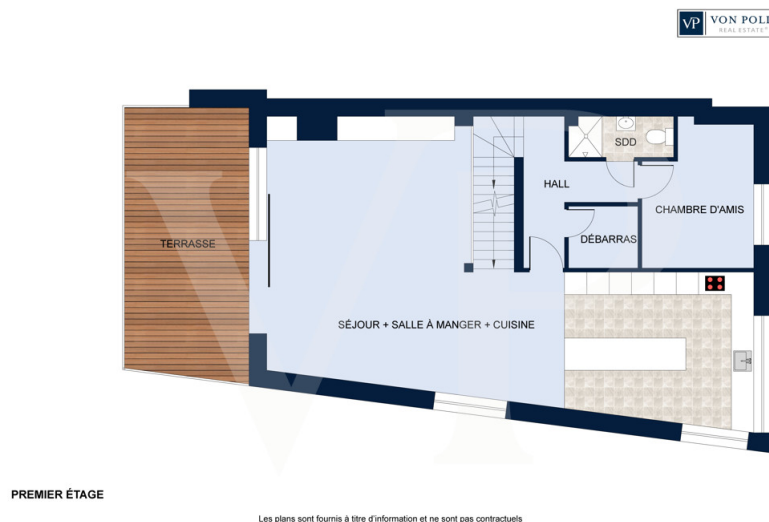 VP VON POLL
REAL ESTATE®
SDD
HALL
CHAMBRE D'AMIS
DÉBARRAS
TERRASSE
SÉJOUR + SALLE À MANGER + CUISINE
PREMIER ÉTAGE
Les plans sont fournis à titre d'information et ne sont pas contractuels